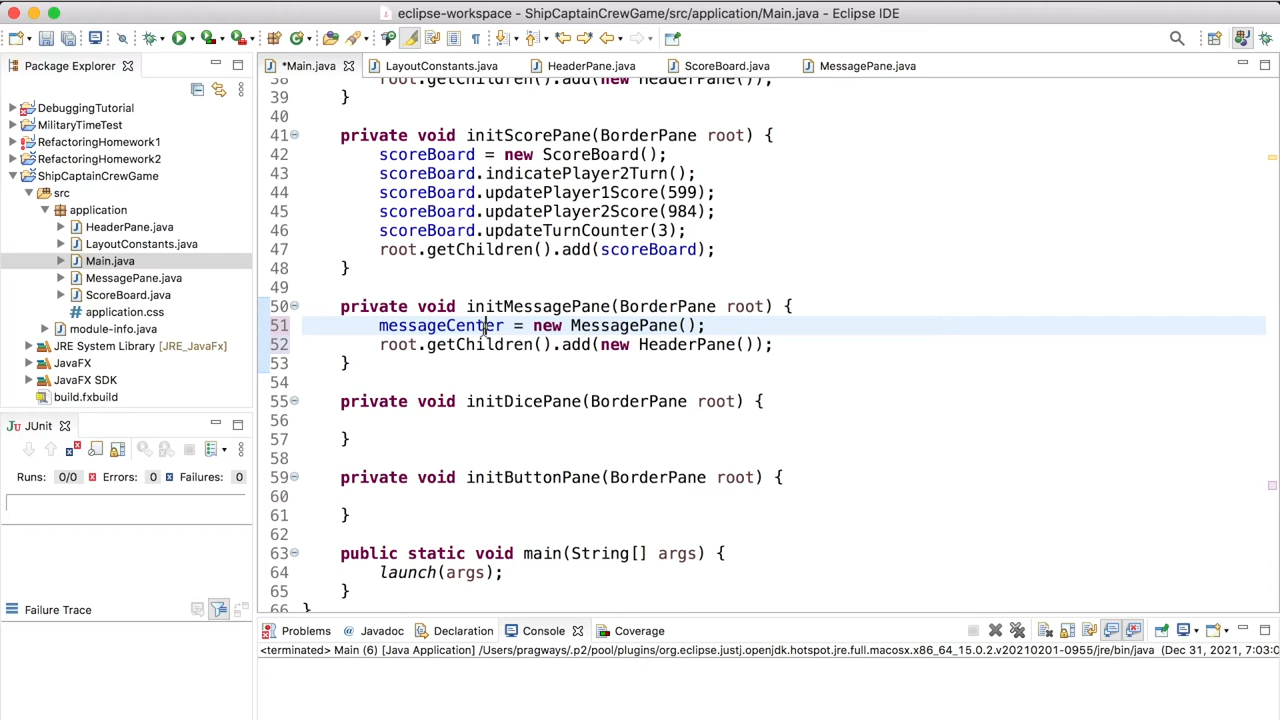 eclipse-workspace - ShipCaptainCrewGame/src/application/Main.java - Eclipse IDE
Package Explorer
*Main.java
LayoutConstants.java
HeaderPane.java
ScoreBoard.java
MessagePane.java
DebuggingTutorial
MilitaryTimeTest
RefactoringHomework1
RefactoringHomework2
ShipCaptainCrewGame
src
application
HeaderPane.java
LayoutConstants.java
Main.java
MessagePane.java
ScoreBoard.java
application.css
module-info.java
JRE System Library [JRE_JavaFx]
JavaFX
JavaFX SDK
build.fxbuild
JUnit
Runs: 0/0 Errors: 0 Failures: 0
Failure Trace
38 root.getChildren().add(new HeaderPane());
39 }
40
41 private void initScorePane(BorderPane root) {
42 scoreBoard = new ScoreBoard();
43 scoreBoard.indicatePlayer2Turn();
44 scoreBoard.updatePlayer1Score(599);
45 scoreBoard.updatePlayer2Score(984);
46 scoreBoard.updateTurnCounter(3);
47 root.getChildren().add(scoreBoard);
48 }
49
50 private void initMessagePane(BorderPane root) {
51 messageCenter = new MessagePane();
52 root.getChildren().add(new HeaderPane());
53 }
54
55 private void initDicePane(BorderPane root) {
56
57 }
58
59 private void initButtonPane(BorderPane root) {
60
61 }
62
63 public static void main(String[] args) {
64 launch(args);
65 }
66 }
Problems
Javadoc
Declaration
Console
Coverage
<terminated> Main (6) [Java Application] /Users/pragways/.p2/pool/plugins/org.eclipse.justj.openjdk.hotspot.jre.full.macosx.x86_64_15.0.2.v20210201-0955/jre/bin/java (Dec 31, 2021, 7:03:0